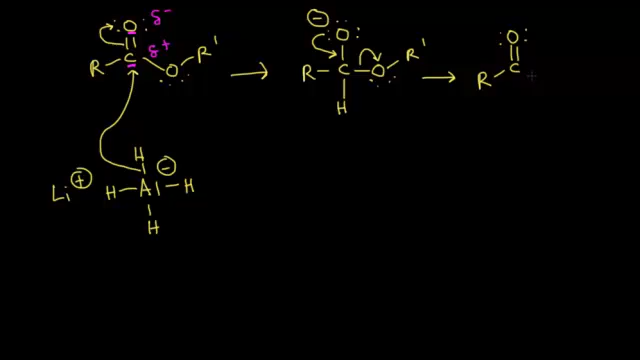 O δ- ⊖ O O
R C δ+ O R' R C O R' R C
H
H ⊖
Li ⊕ H Al H
H